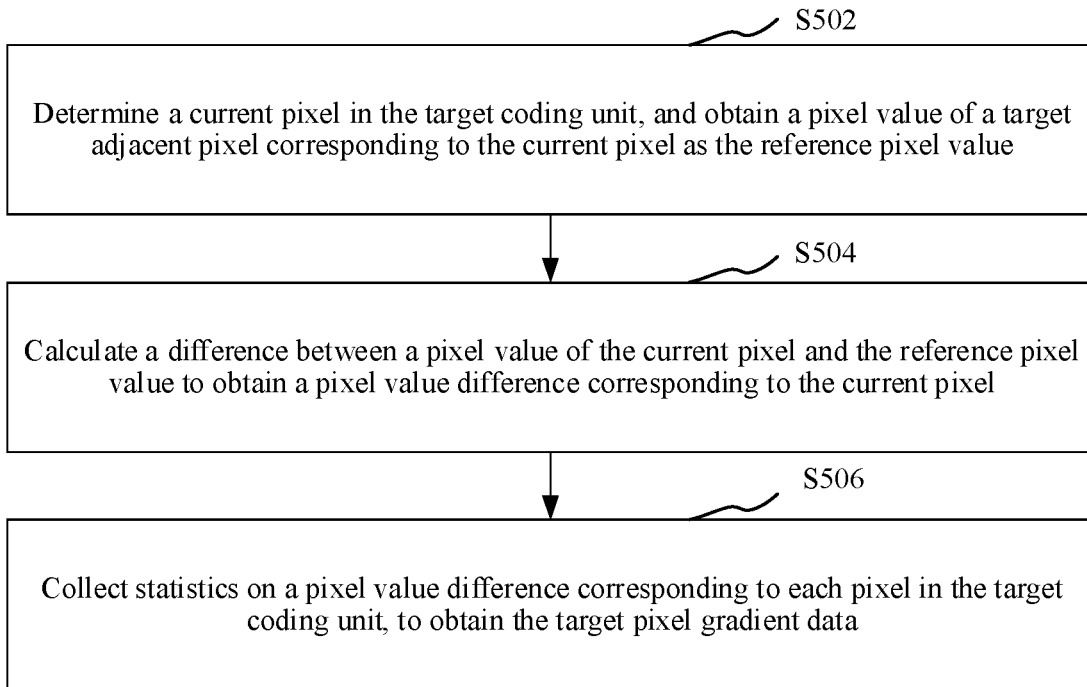 S502
Determine a current pixel in the target coding unit, and obtain a pixel value of a target
adjacent pixel corresponding to the current pixel as the reference pixel value
S504
Calculate a difference between a pixel value of the current pixel and the reference pixel
value to obtain a pixel value difference corresponding to the current pixel
S506
Collect statistics on a pixel value difference corresponding to each pixel in the target
coding unit, to obtain the target pixel gradient data